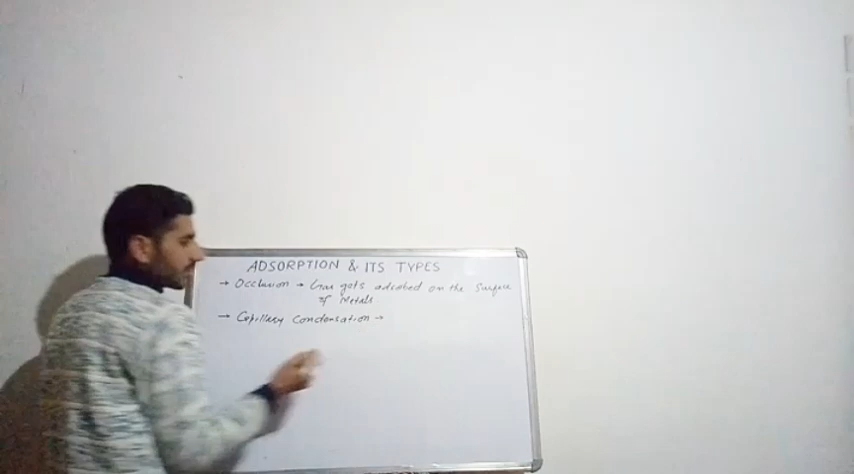 ADSORPTION & ITS TYPES
→ Occlusion → Gas gets adsorbed on the Surface
of Metals
→ Capillary Condensation →